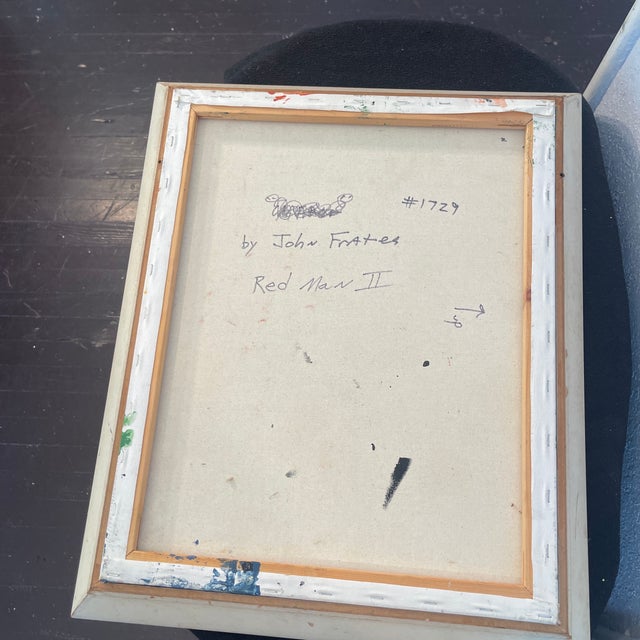 #1729
by John Frates
Red Man II